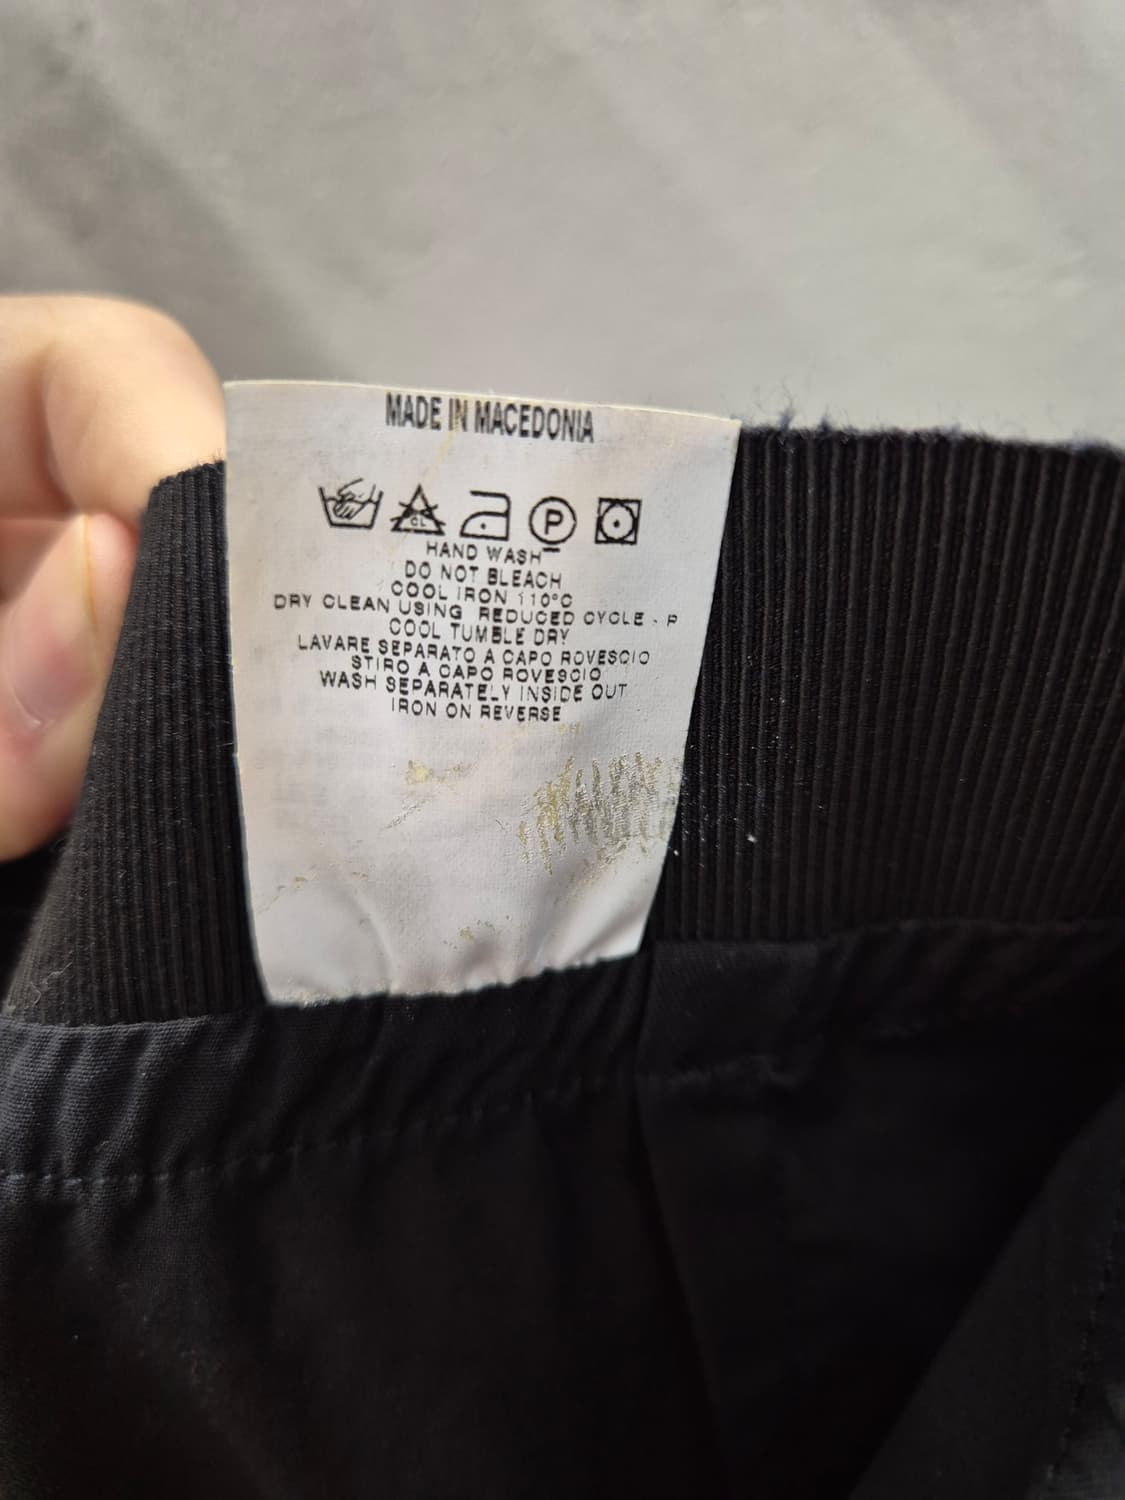 MADE IN MACEDONIA
CL P
HAND WASH
DO NOT BLEACH
COOL IRON 110°C
DRY CLEAN USING REDUCED CYCLE - P
COOL TUMBLE DRY
LAVARE SEPARATO A CAPO ROVESCIO
STIRO A CAPO ROVESCIO
WASH SEPARATELY INSIDE OUT
IRON ON REVERSE